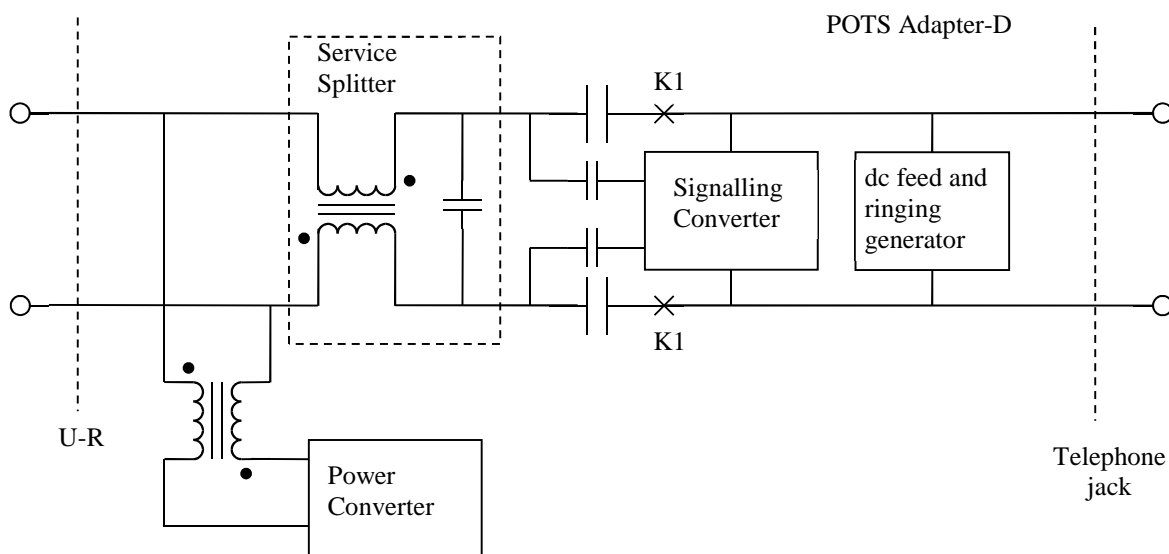 POTS Adapter-D
Service
Splitter
K1
Signalling
Converter
dc feed and
ringing
generator
K1
U-R
Power
Converter
Telephone
jack